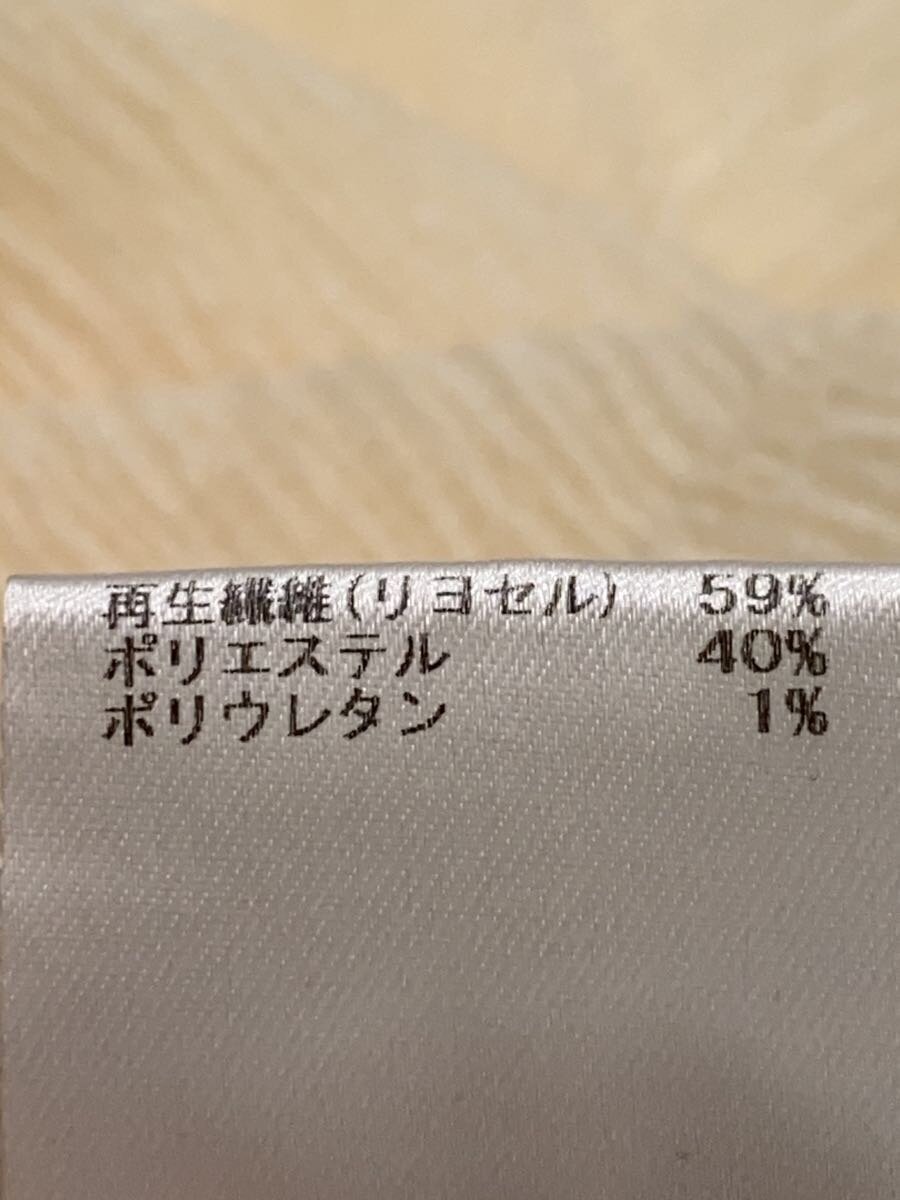 再生繊維(リヨセル) 59%
ポリエステル 40%
ポリウレタン 1%